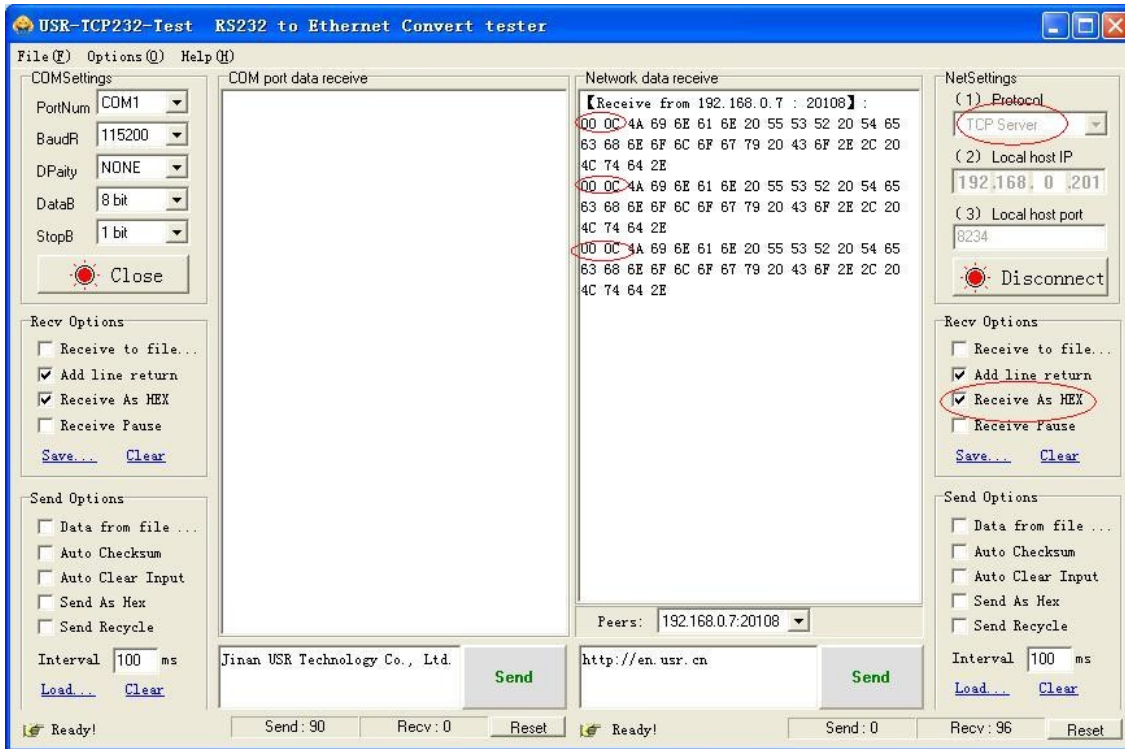 USR-TCP232-Test RS232 to Ethernet Convert tester
File(F) Options(O) Help(H)
COMSettings
PortNum COM1
BaudR 115200
DPaity NONE
DataB 8 bit
StopB 1 bit
Close
Recv Options
Receive to file...
Add line return
Receive As HEX
Receive Pause
Save... Clear
Send Options
Data from file ...
Auto Checksum
Auto Clear Input
Send As Hex
Send Recycle
Interval 100 ms
Load... Clear
COM port data receive
Jinan USR Technology Co., Ltd.
Send
Network data receive
【Receive from 192.168.0.7 : 20108】:
00 0C 4A 69 6E 61 6E 20 55 53 52 20 54 65
63 68 6E 6F 6C 6F 67 79 20 43 6F 2E 2C 20
4C 74 64 2E
00 0C 4A 69 6E 61 6E 20 55 53 52 20 54 65
63 68 6E 6F 6C 6F 67 79 20 43 6F 2E 2C 20
4C 74 64 2E
00 0C 4A 69 6E 61 6E 20 55 53 52 20 54 65
63 68 6E 6F 6C 6F 67 79 20 43 6F 2E 2C 20
4C 74 64 2E
Peers: 192.168.0.7:20108
http://en.usr.cn
Send
NetSettings
(1) Protocol
TCP Server
(2) Local host IP
192.168. 0 .201
(3) Local host port
8234
Disconnect
Recv Options
Receive to file...
Add line return
Receive As HEX
Receive Pause
Save... Clear
Send Options
Data from file ...
Auto Checksum
Auto Clear Input
Send As Hex
Send Recycle
Interval 100 ms
Load... Clear
Ready! Send : 90 Recv : 0 Reset
Ready! Send : 0 Recv : 96 Reset